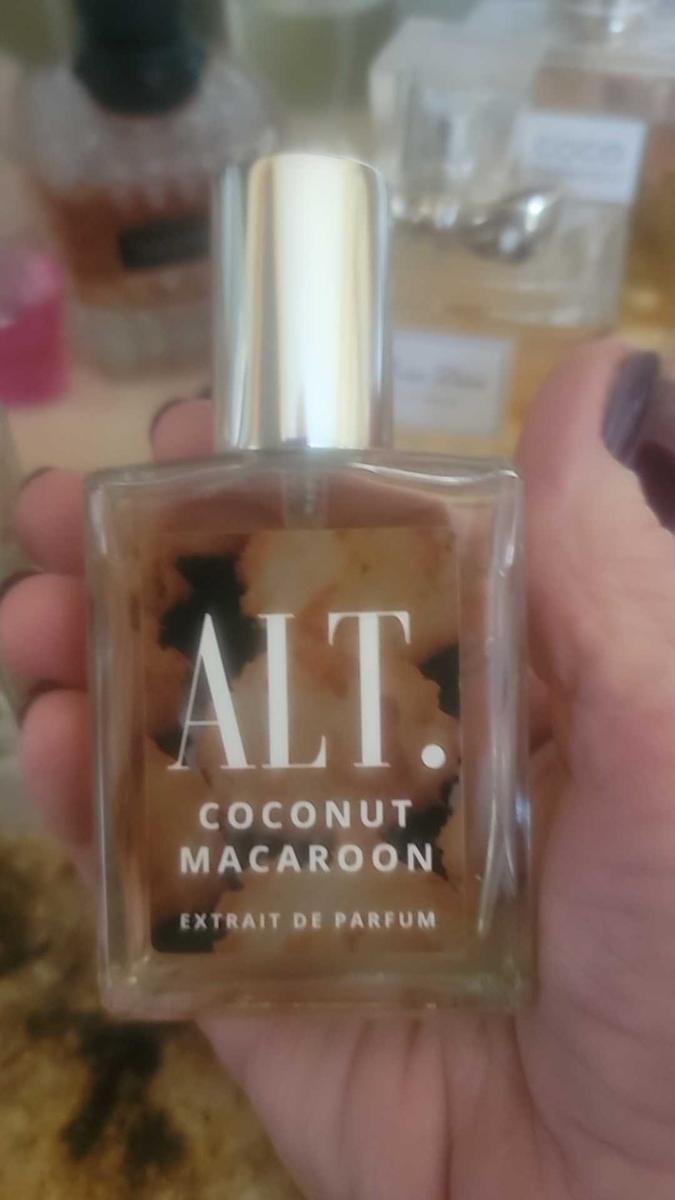 ALT.
COCONUT
MACAROON
EXTRAIT DE PARFUM